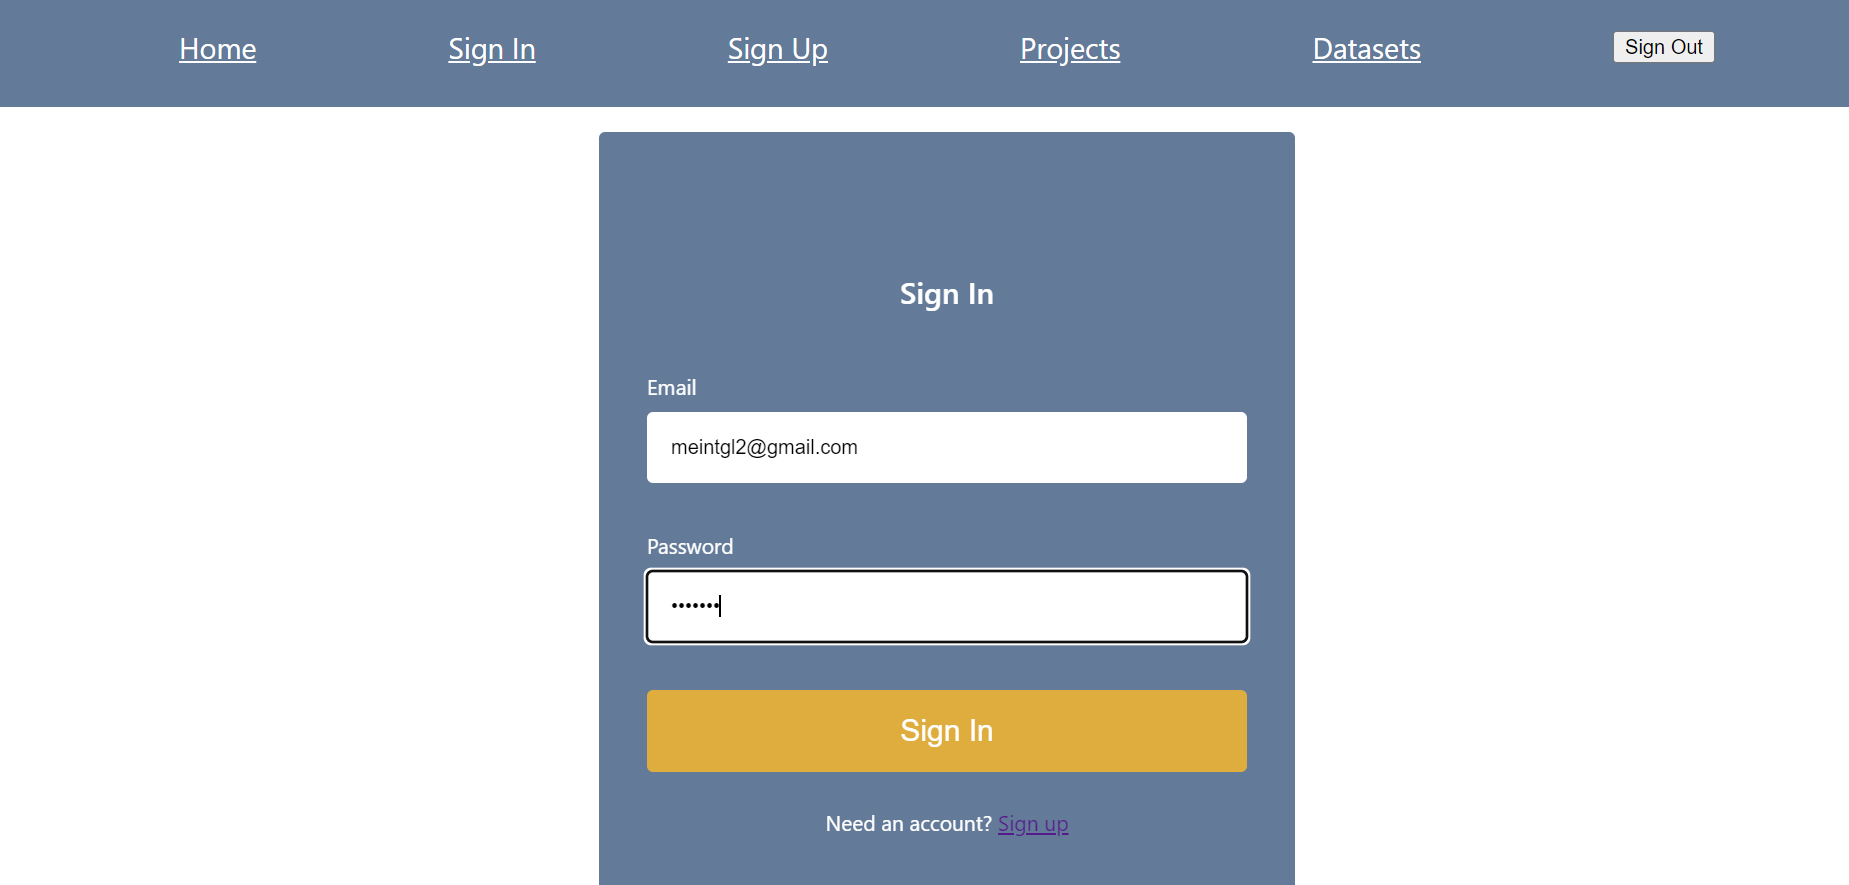 Home Sign In Sign Up Projects Datasets Sign Out
Sign In
Email
meintgl2@gmail.com
Password
•••••••
Sign In
Need an account? Sign up